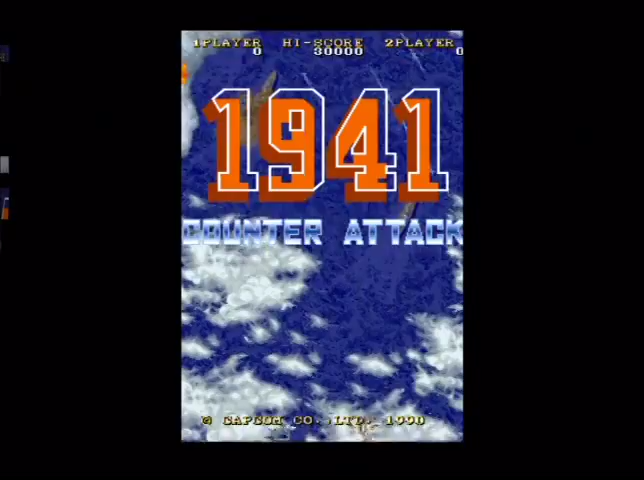 1PLAYER HI-SCORE 2PLAYER
0 30000 0
1941
COUNTER ATTACK
© CAPCOM CO.,LTD. 1990